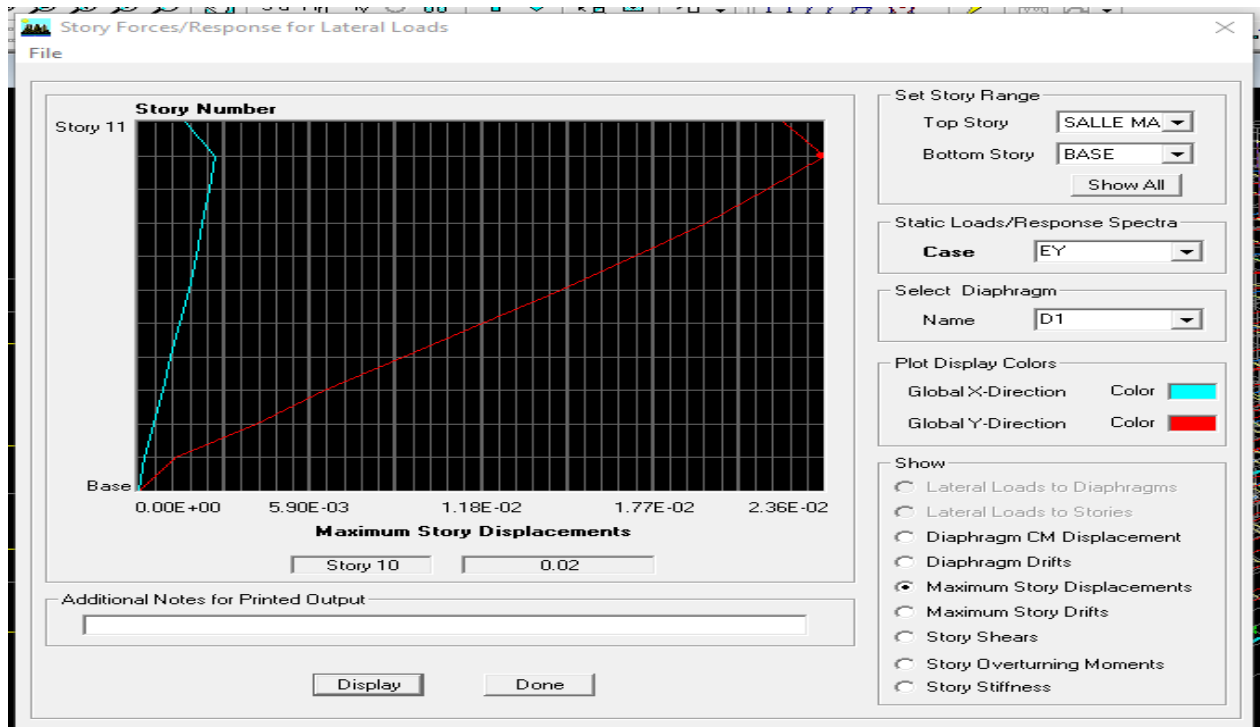 Story Forces/Response for Lateral Loads
File
Story Number
Story 11
Base
0.00E+00 5.90E-03 1.18E-02 1.77E-02 2.36E-02
Maximum Story Displacements
Story 10 0.02
Additional Notes for Printed Output
Display Done
Set Story Range
Top Story SALLE MA
Bottom Story BASE
Show All
Static Loads/Response Spectra
Case EY
Select Diaphragm
Name D1
Plot Display Colors
Global X-Direction Color
Global Y-Direction Color
Show
Lateral Loads to Diaphragms
Lateral Loads to Stories
Diaphragm CM Displacement
Diaphragm Drifts
Maximum Story Displacements
Maximum Story Drifts
Story Shears
Story Overturning Moments
Story Stiffness